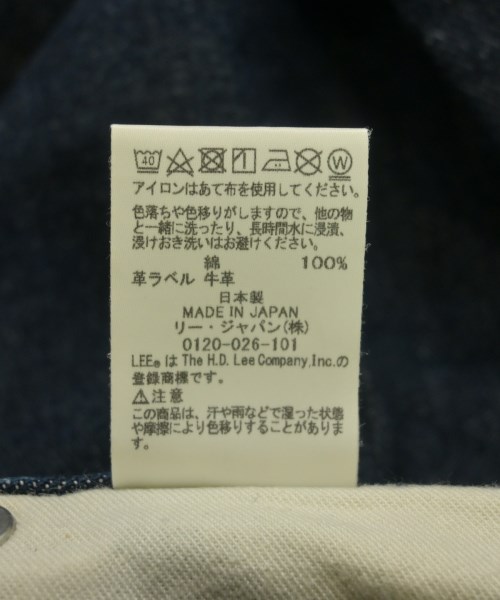 40 W
アイロンはあて布を使用してください。
色落ちや色移りがしますので、他の物
と一緒に洗ったり、長時間水に浸漬、
浸けおき洗いはお避けください。
綿 100%
革ラベル 牛革
日本製
MADE IN JAPAN
リー・ジャパン(株)
0120-026-101
LEE®は The H.D. Lee Company, Inc.の
登録商標です。
⚠注意
この商品は、汗や雨などで湿った状態
や摩擦により色移りすることがありま
す。